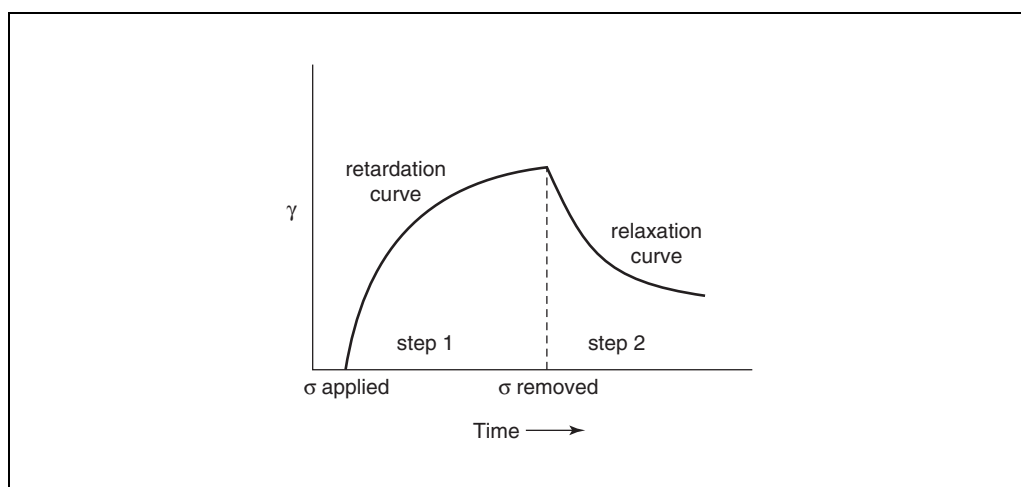 retardation
curve
γ
relaxation
curve
step 1
step 2
σ applied
σ removed
Time